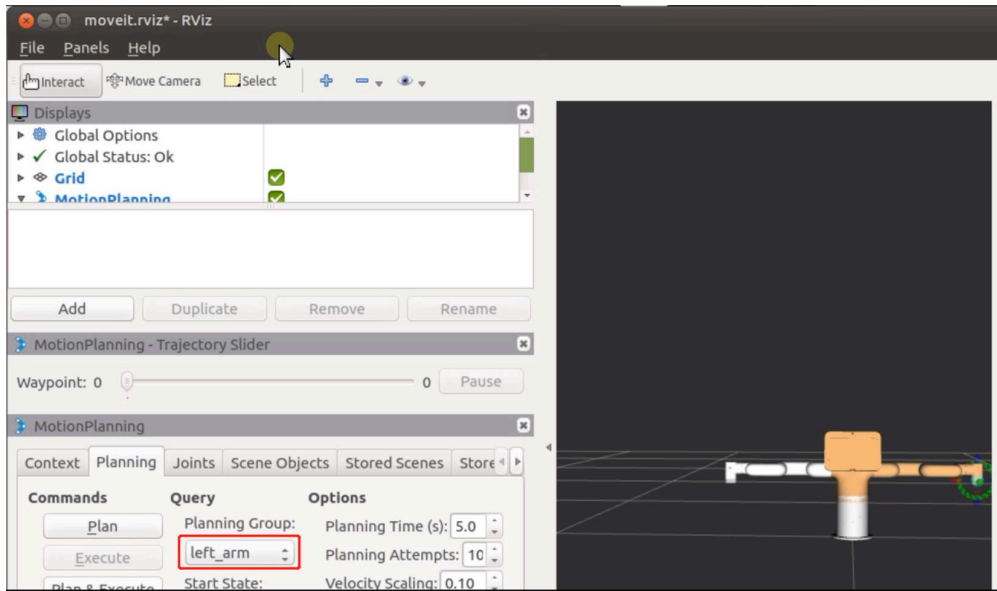 moveit.rviz* - RViz
File Panels Help
Interact Move Camera Select
Displays
Global Options
Global Status: Ok
Grid
MotionPlanning
Add Duplicate Remove Rename
MotionPlanning - Trajectory Slider
Waypoint: 0 0 Pause
MotionPlanning
Context Planning Joints Scene Objects Stored Scenes Store
Commands Query Options
Plan Planning Group: Planning Time (s): 5.0
Execute left_arm Planning Attempts: 10
Plan & Execute Start State: Velocity Scaling: 0.10